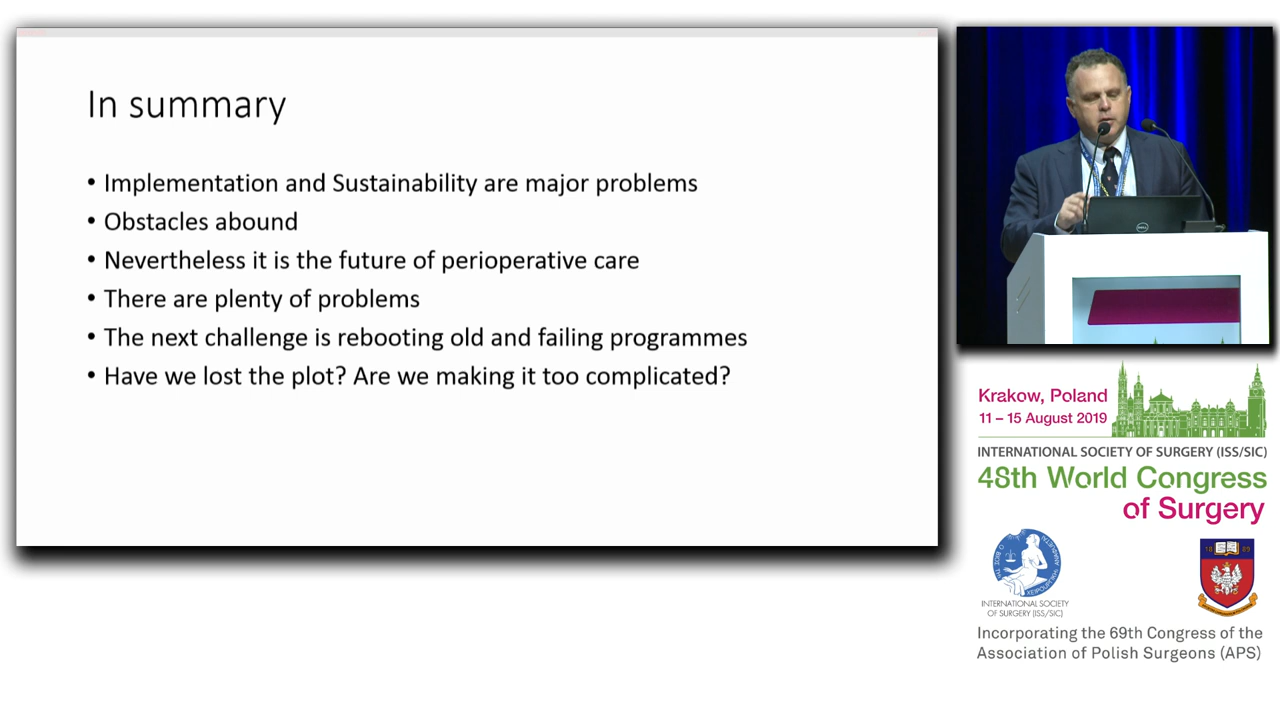 In summary
• Implementation and Sustainability are major problems
• Obstacles abound
• Nevertheless it is the future of perioperative care
• There are plenty of problems
• The next challenge is rebooting old and failing programmes
• Have we lost the plot? Are we making it too complicated?
DELL
Krakow, Poland
11 – 15 August 2019
INTERNATIONAL SOCIETY OF SURGERY (ISS/SIC)
48th World Congress
of Surgery
INTERNATIONAL SOCIETY
OF SURGERY (ISS/SIC)
18 89
Incorporating the 69th Congress of the
Association of Polish Surgeons (APS)